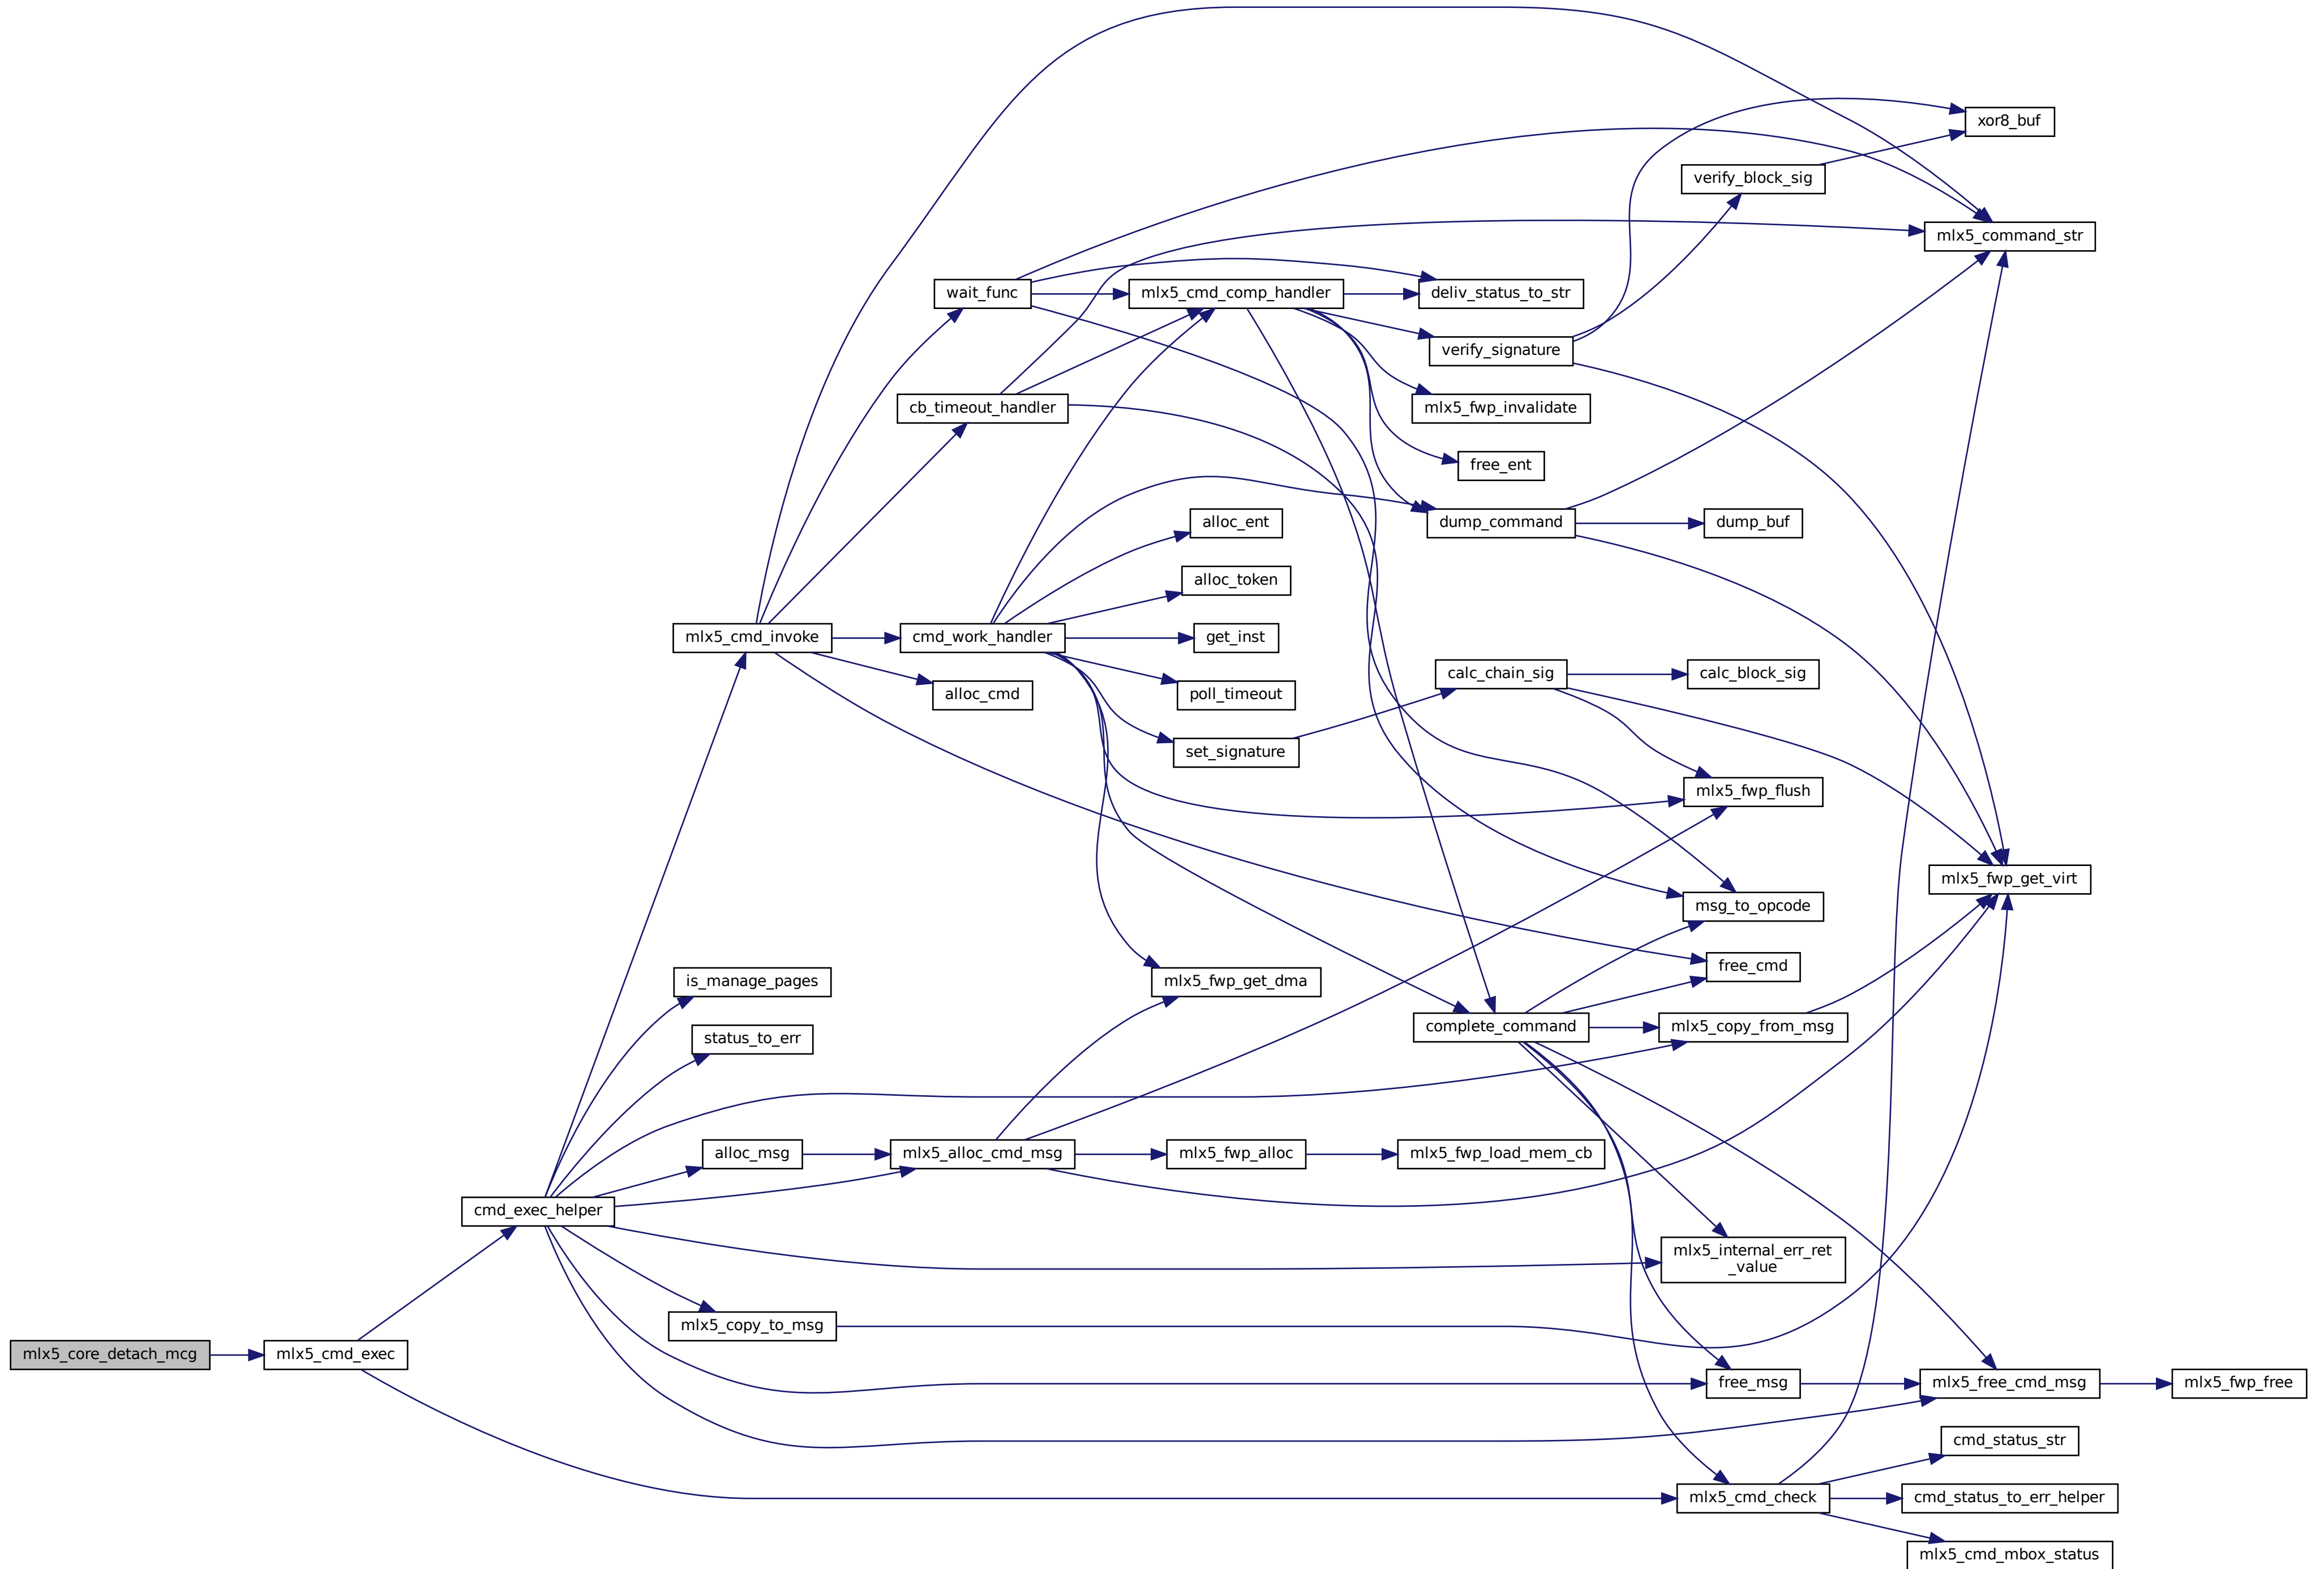 xor8_buf
verify_block_sig
mlx5_command_str
wait_func
mlx5_cmd_comp_handler
deliv_status_to_str
verify_signature
cb_timeout_handler
mlx5_fwp_invalidate
free_ent
alloc_ent
dump_command
dump_buf
alloc_token
mlx5_cmd_invoke
cmd_work_handler
get_inst
calc_chain_sig
calc_block_sig
alloc_cmd
poll_timeout
set_signature
mlx5_fwp_flush
mlx5_fwp_get_virt
msg_to_opcode
free_cmd
is_manage_pages
mlx5_fwp_get_dma
complete_command
mlx5_copy_from_msg
status_to_err
alloc_msg
mlx5_alloc_cmd_msg
mlx5_fwp_alloc
mlx5_fwp_load_mem_cb
cmd_exec_helper
mlx5_internal_err_ret
_value
mlx5_copy_to_msg
mlx5_core_detach_mcg
mlx5_cmd_exec
free_msg
mlx5_free_cmd_msg
mlx5_fwp_free
cmd_status_str
mlx5_cmd_check
cmd_status_to_err_helper
mlx5_cmd_mbox_status